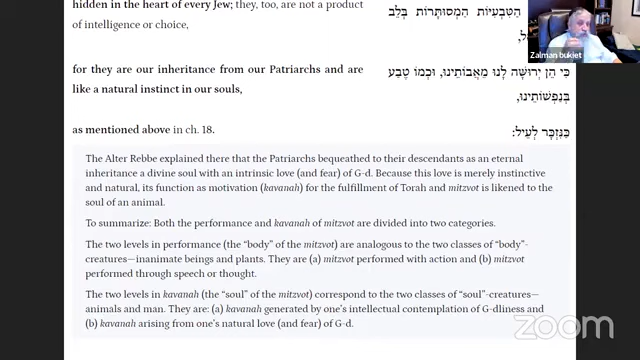 hidden in the heart of every Jew; they, too, are not a product
of intelligence or choice,
הַטִּבְעִיּוֹת הַמְסוּתָּרוֹת בְּלֵב
for they are our inheritance from our Patriarchs and are
like a natural instinct in our souls,
כִּי הֵן יְרוּשָּׁה לָנוּ מֵאֲבוֹתֵינוּ, וּכְמוֹ טֶבַע
בְּנַפְשׁוֹתֵינוּ,
as mentioned above in ch. 18.
כַּנִּזְכָּר לְעֵיל:
The Alter Rebbe explained there that the Patriarchs bequeathed to their descendants as an eternal
inheritance a divine soul with an intrinsic love (and fear) of G-d. Because this love is merely instinctive
and natural, its function as motivation (kavanah) for the fulfillment of Torah and mitzvot is likened to the
soul of an animal.
To summarize: Both the performance and kavanah of mitzvot are divided into two categories.
The two levels in performance (the “body” of the mitzvot) are analogous to the two classes of “body”-
creatures—inanimate beings and plants. They are (a) mitzvot performed with action and (b) mitzvot
performed through speech or thought.
The two levels in kavanah (the “soul” of the mitzvot) correspond to the two classes of “soul”-creatures—
animals and man. They are: (a) kavanah generated by one’s intellectual contemplation of G-dliness and
(b) kavanah arising from one’s natural love (and fear) of G-d.
Zalman bukiet
zoom